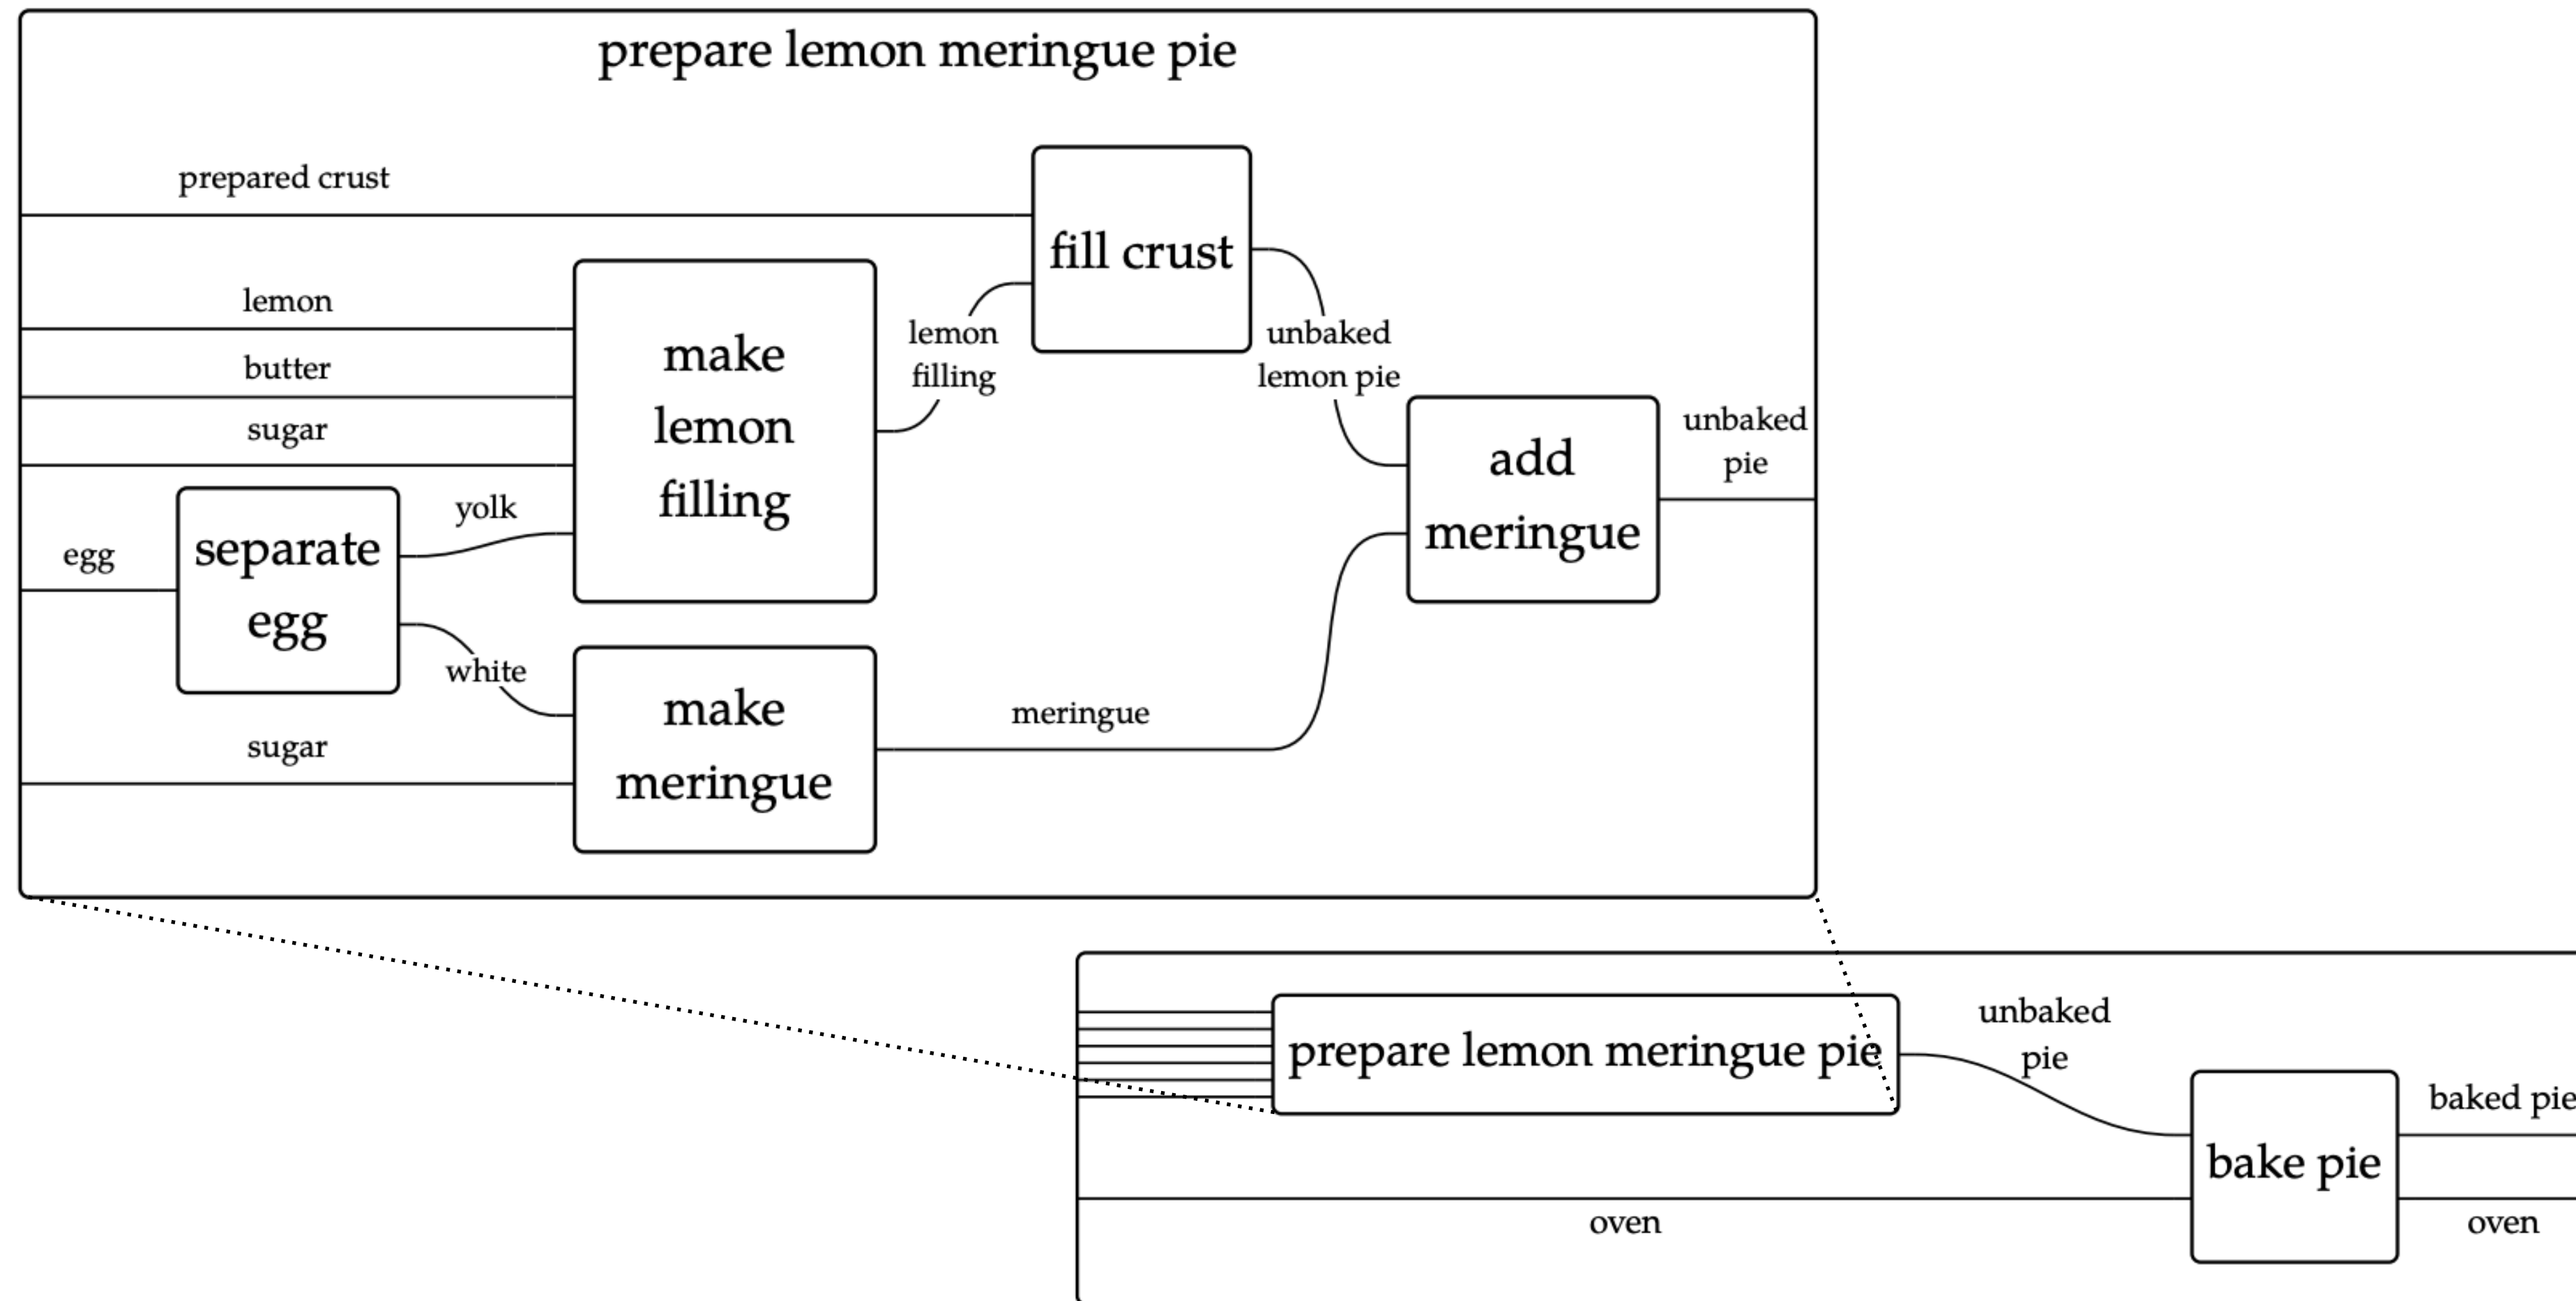 prepare lemon meringue pie
prepared crust
fill crust
lemon
butter
sugar
make
lemon
filling
lemon
filling
unbaked
lemon pie
egg
separate
egg
yolk
white
sugar
make
meringue
meringue
add
meringue
unbaked
pie
prepare lemon meringue pie
unbaked
pie
bake pie
baked pie
oven
oven